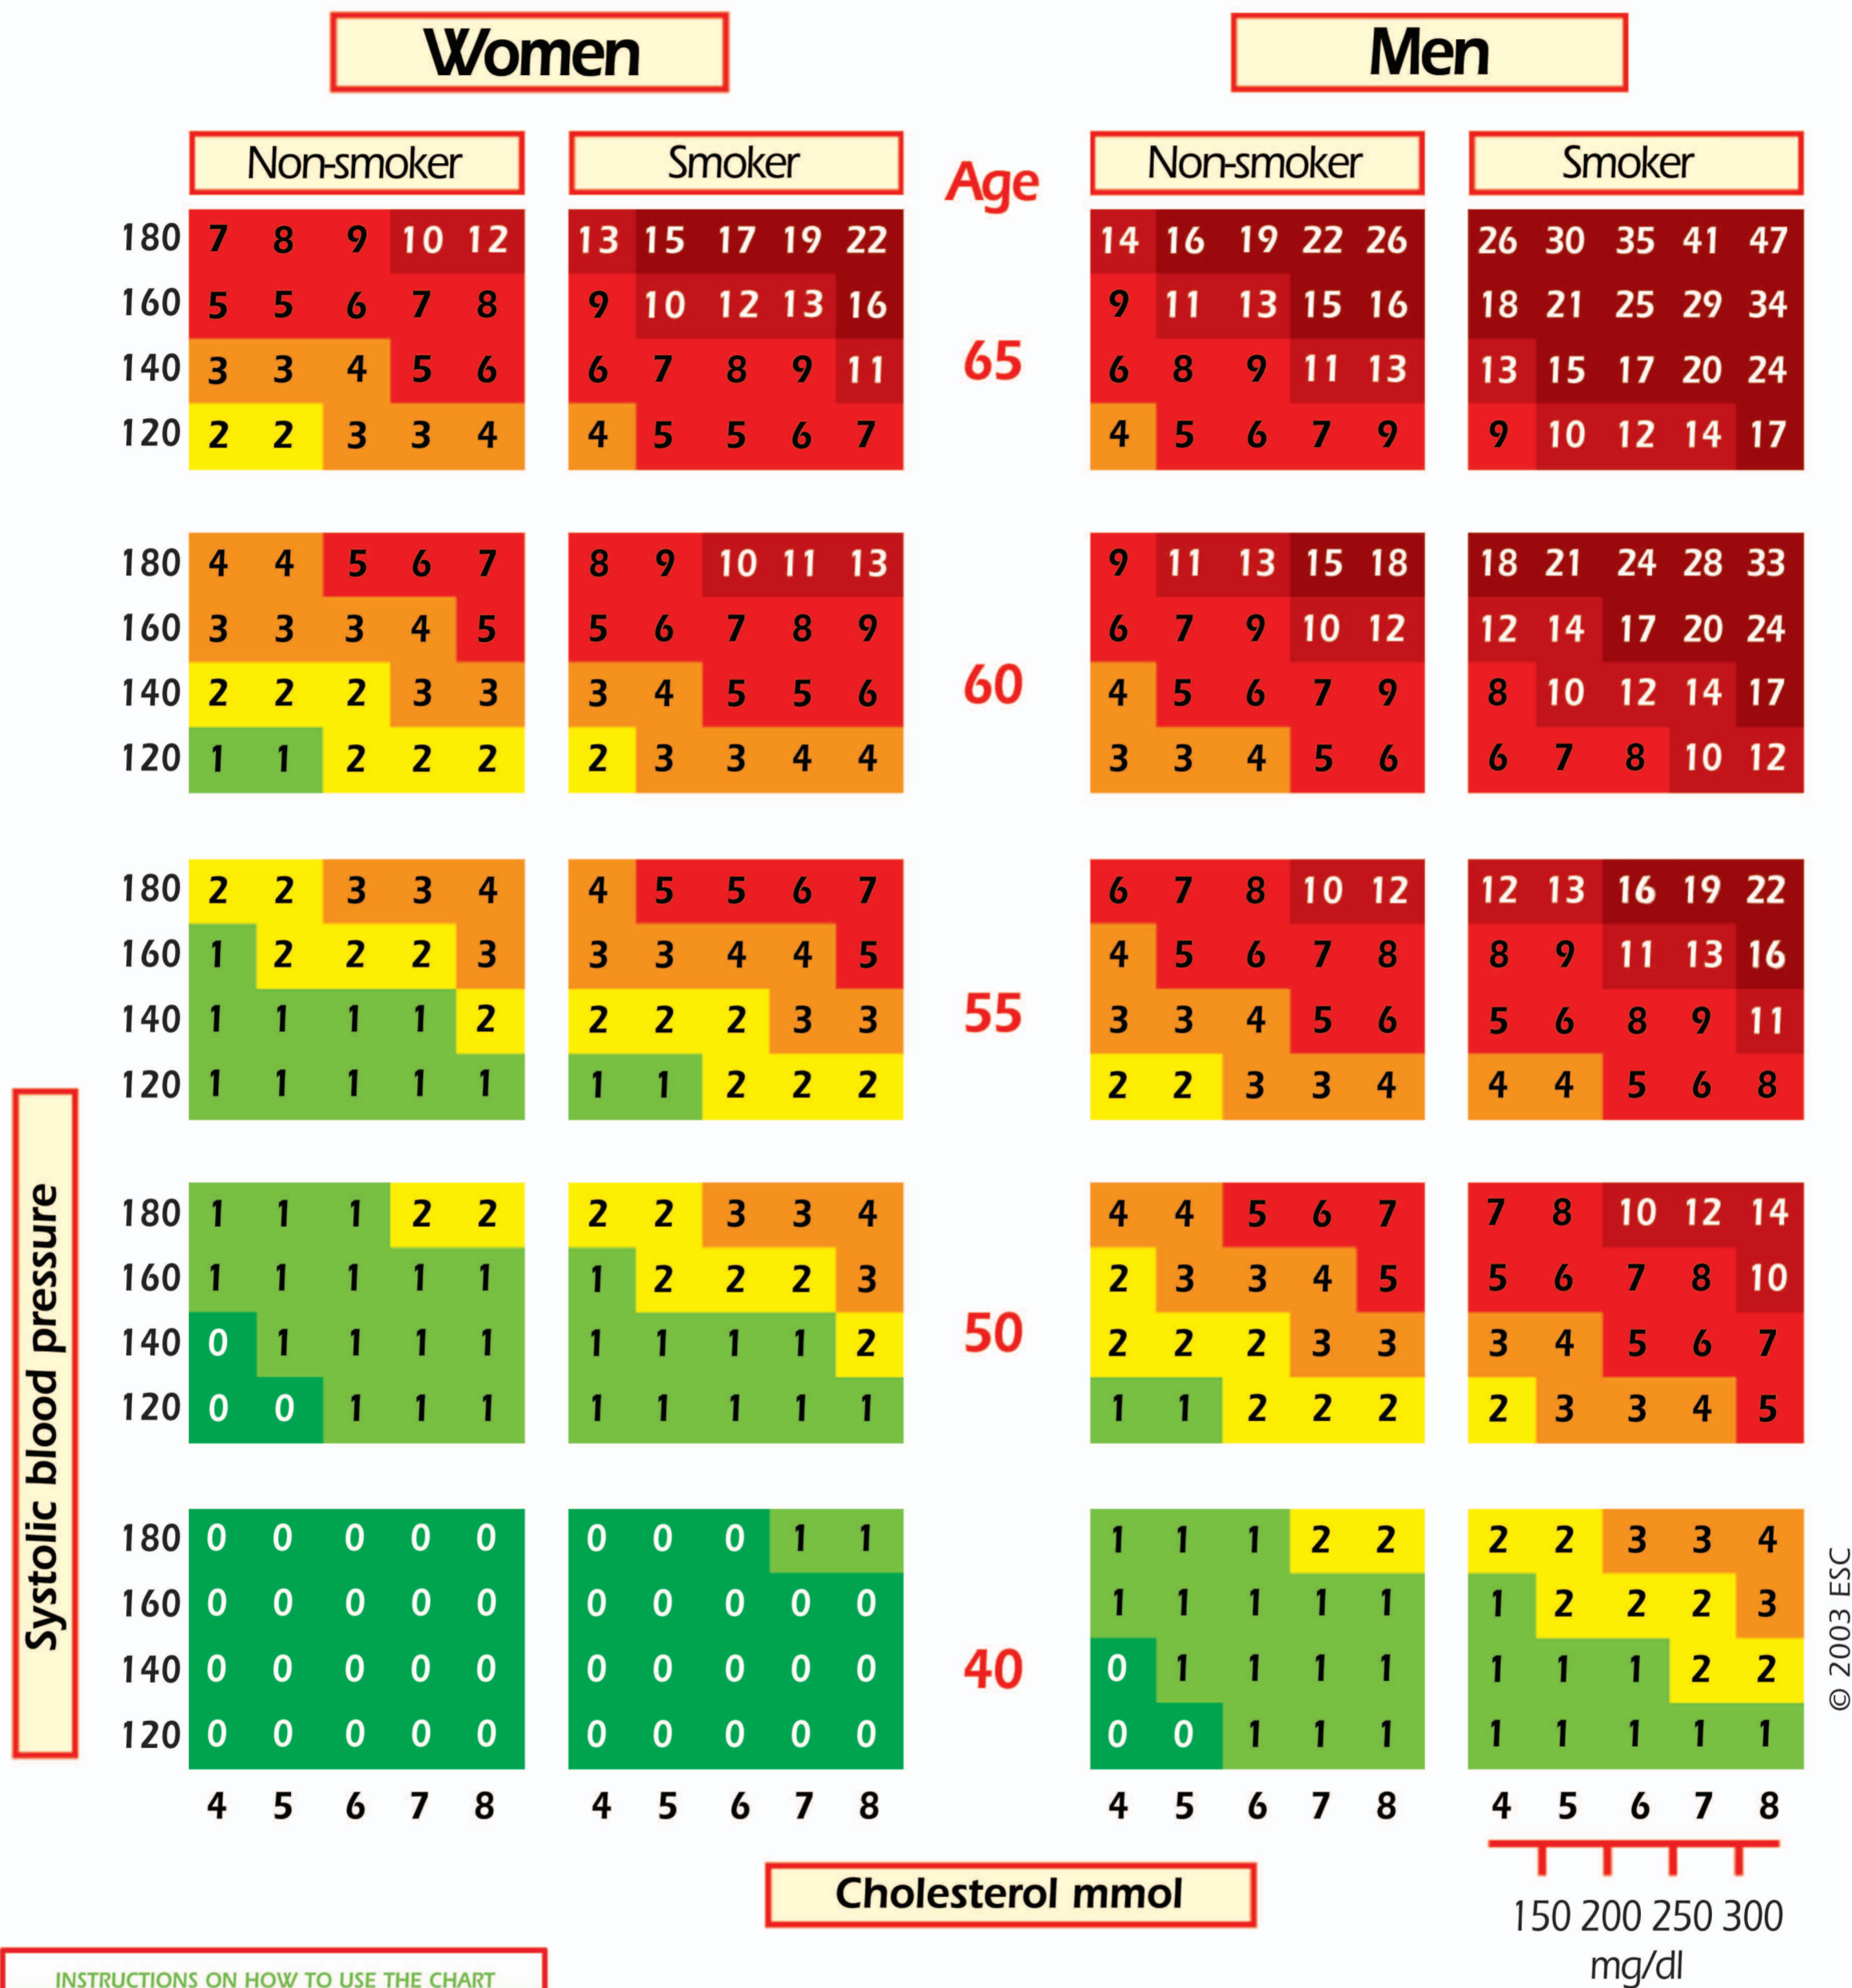 Women Men
Non-smoker Smoker Age Non-smoker Smoker
180 7 8 9 10 12 13 15 17 19 22 14 16 19 22 26 26 30 35 41 47
160 5 5 6 7 8 9 10 12 13 16 9 11 13 15 16 18 21 25 29 34
65
140 3 3 4 5 6 6 7 8 9 11 6 8 9 11 13 13 15 17 20 24
120 2 2 3 3 4 4 5 5 6 7 4 5 6 7 9 9 10 12 14 17
180 4 4 5 6 7 8 9 10 11 13 9 11 13 15 18 18 21 24 28 33
160 3 3 3 4 5 5 6 7 8 9 6 7 9 10 12 12 14 17 20 24
60
140 2 2 2 3 3 3 4 5 5 6 4 5 6 7 9 8 10 12 14 17
120 1 1 2 2 2 2 3 3 4 4 3 3 4 5 6 6 7 8 10 12
180 2 2 3 3 4 4 5 5 6 7 6 7 8 10 12 12 13 16 19 22
160 1 2 2 2 3 3 3 4 4 5 4 5 6 7 8 8 9 11 13 16
55
140 1 1 1 1 2 2 2 2 3 3 3 3 4 5 6 5 6 8 9 11
120 1 1 1 1 1 1 1 2 2 2 2 2 3 3 4 4 4 5 6 8
180 1 1 1 2 2 2 2 3 3 4 4 4 5 6 7 7 8 10 12 14
160 1 1 1 1 1 1 2 2 2 3 2 3 3 4 5 5 6 7 8 10
50
140 0 1 1 1 1 1 1 1 1 2 2 2 2 3 3 3 4 5 6 7
120 0 0 1 1 1 1 1 1 1 1 1 1 2 2 2 2 3 3 4 5
180 0 0 0 0 0 0 0 0 1 1 1 1 1 2 2 2 2 3 3 4
160 0 0 0 0 0 0 0 0 0 0 1 1 1 1 1 1 2 2 2 3
40
140 0 0 0 0 0 0 0 0 0 0 0 1 1 1 1 1 1 1 2 2
120 0 0 0 0 0 0 0 0 0 0 0 0 1 1 1 1 1 1 1 1
4 5 6 7 8 4 5 6 7 8 4 5 6 7 8 4 5 6 7 8
Systolic blood pressure
Cholesterol mmol
150 200 250 300
mg/dl
© 2003 ESC
INSTRUCTIONS ON HOW TO USE THE CHART